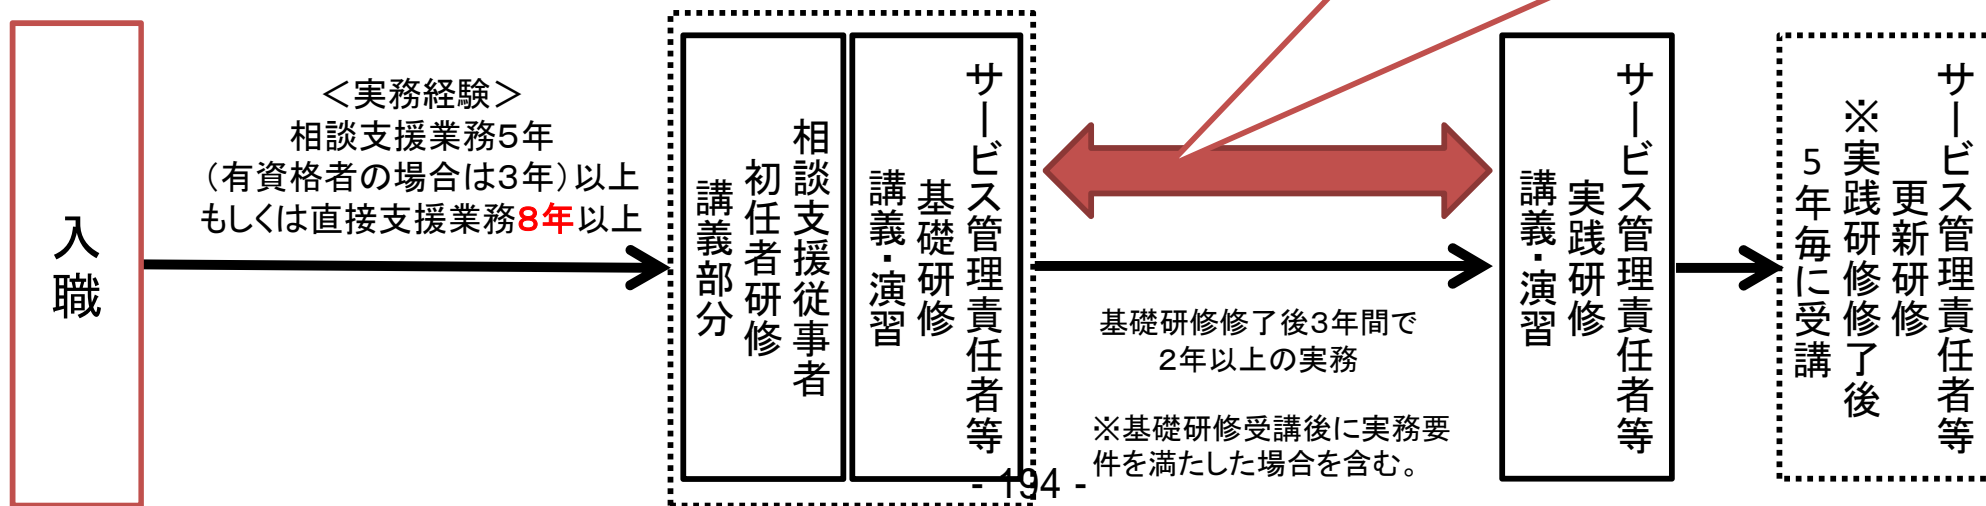 入職
＜実務経験＞
相談支援業務5年
（有資格者の場合は3年）以上
もしくは直接支援業務8年以上
相談支援従事者
初任者研修
講義部分
サービス管理責任者等
基礎研修
講義・演習
基礎研修修了後3年間で
2年以上の実務
※基礎研修受講後に実務要
件を満たした場合を含む。
サービス管理責任者等
実践研修
講義・演習
サービス管理責任者等
更新研修
※実践研修修了後
5年毎に受講
- 194 -